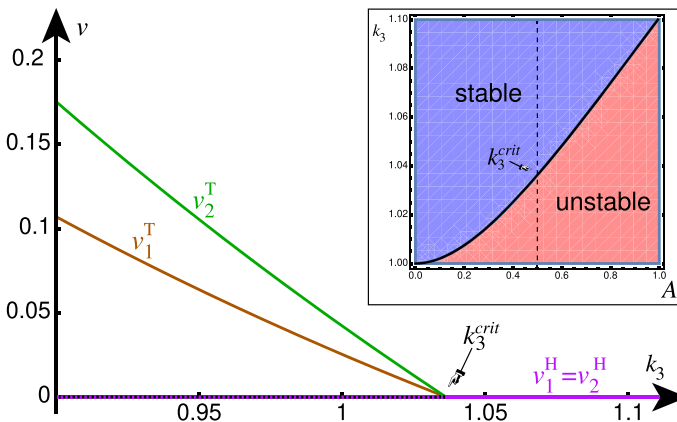 v
0.2
0.15
0.1
0.05
0
v₂ᵀ
v₁ᵀ
k₃ᶜʳⁱᵗ
v₁ᴴ=v₂ᴴ
k₃
0.95
1
1.05
1.1
k₃
1.10
1.08
1.06
1.04
1.02
1.00
stable
k₃ᶜʳⁱᵗ
unstable
0.0
0.2
0.4
0.6
0.8
1.0
A